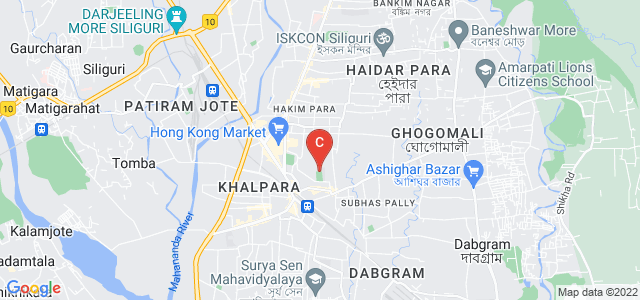 DARJEELING
MORE SILIGURI
10
BANKIM NAGAR
বঙ্কিম-নগর
Gaurcharan
ISKCON Siliguri
ইসকন মন্দির
Baneshwar More
বনেশ্বর মোড়
Siliguri
HAIDAR PARA
হেইদার
পারা
Amarpati Lions
Citizens School
Matigara
10
Matigarahat
PATIRAM JOTE
HAKIM PARA
Hong Kong Market
C
GHOGOMALI
ঘোগোমালী
Tomba
Ashighar Bazar
আশিঘর বাজার
KHALPARA
SUBHAS PALLY
Shikha Rd
Mahananda River
Kalamjote
Dabgram
দাবগ্রাম
adamtala
Surya Sen
Mahavidyalaya
সূর্য সেন
DABGRAM
Google
Map data ©2022